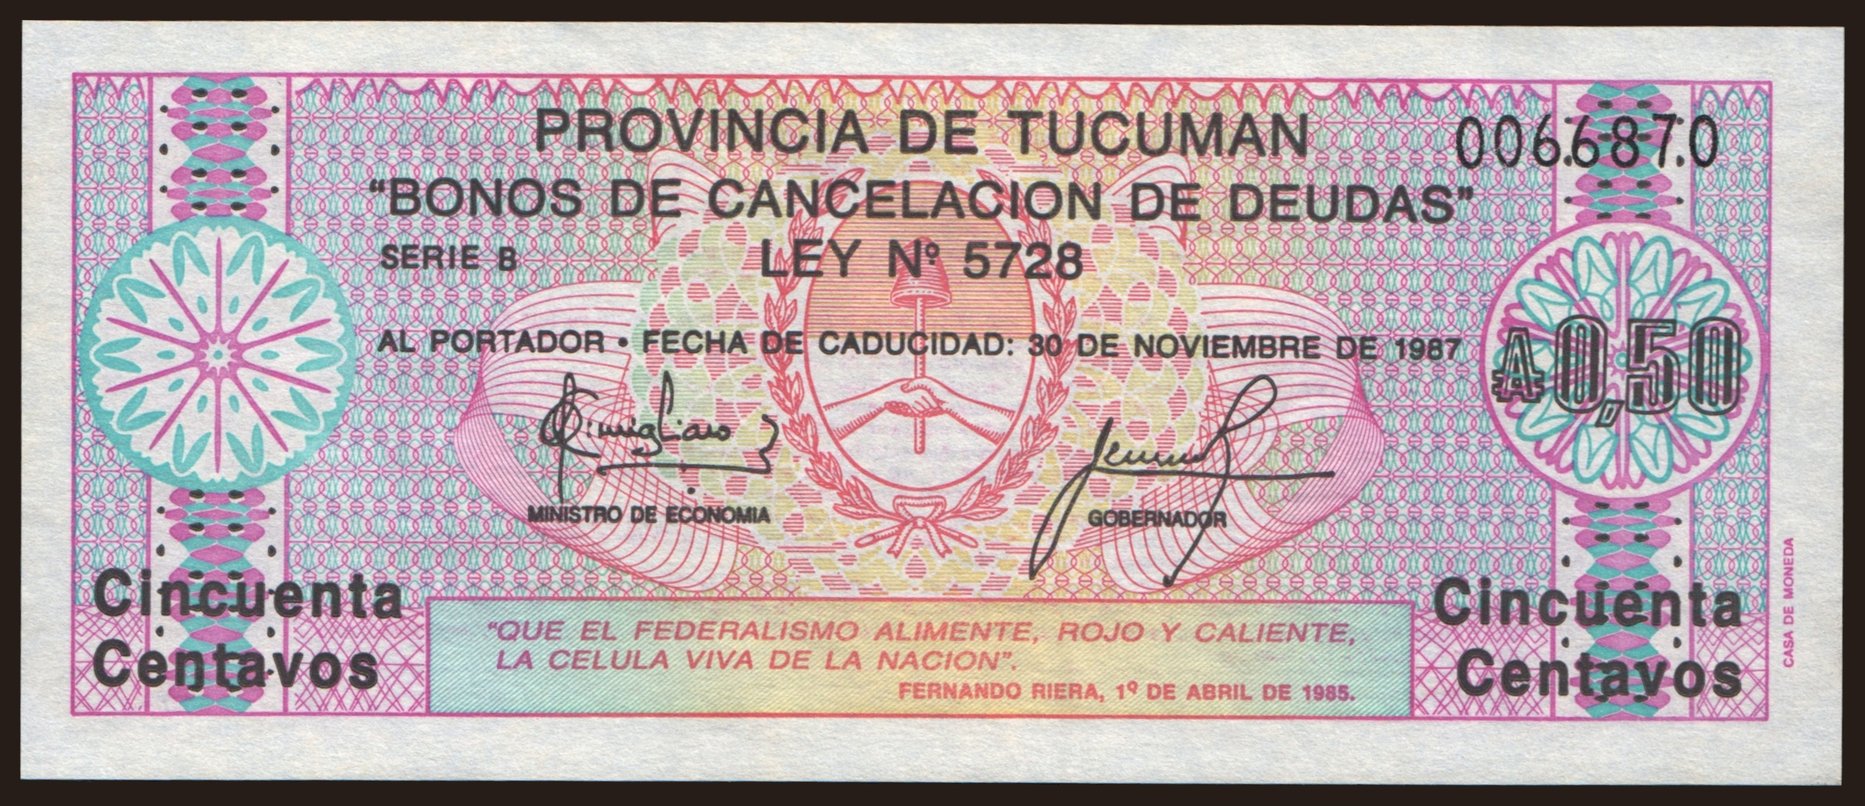 PROVINCIA DE TUCUMAN
0066870
"BONOS DE CANCELACION DE DEUDAS"
SERIE B
LEY Nº 5728
AL PORTADOR • FECHA DE CADUCIDAD: 30 DE NOVIEMBRE DE 1987
₳0,50
MINISTRO DE ECONOMIA
GOBERNADOR
Cincuenta
Centavos
Cincuenta
Centavos
"QUE EL FEDERALISMO ALIMENTE, ROJO Y CALIENTE,
LA CELULA VIVA DE LA NACION".
FERNANDO RIERA, 1º DE ABRIL DE 1985.
CASA DE MONEDA